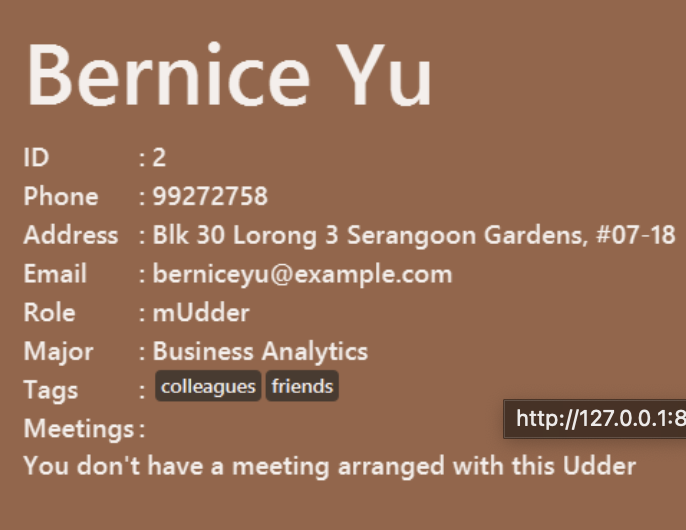 Bernice Yu
ID : 2
Phone : 99272758
Address : Blk 30 Lorong 3 Serangoon Gardens, #07-18
Email : berniceyu@example.com
Role : mUdder
Major : Business Analytics
Tags : colleagues friends
http://127.0.0.1:8
Meetings :
You don't have a meeting arranged with this Udder